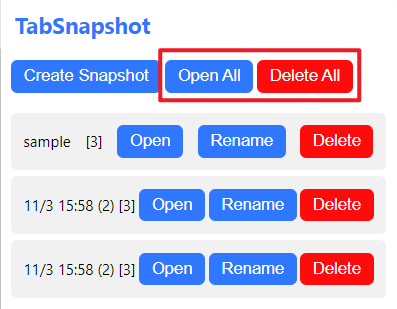 TabSnapshot
Create Snapshot Open All Delete All
sample [3] Open Rename Delete
11/3 15:58 (2) [3] Open Rename Delete
11/3 15:58 (2) [3] Open Rename Delete